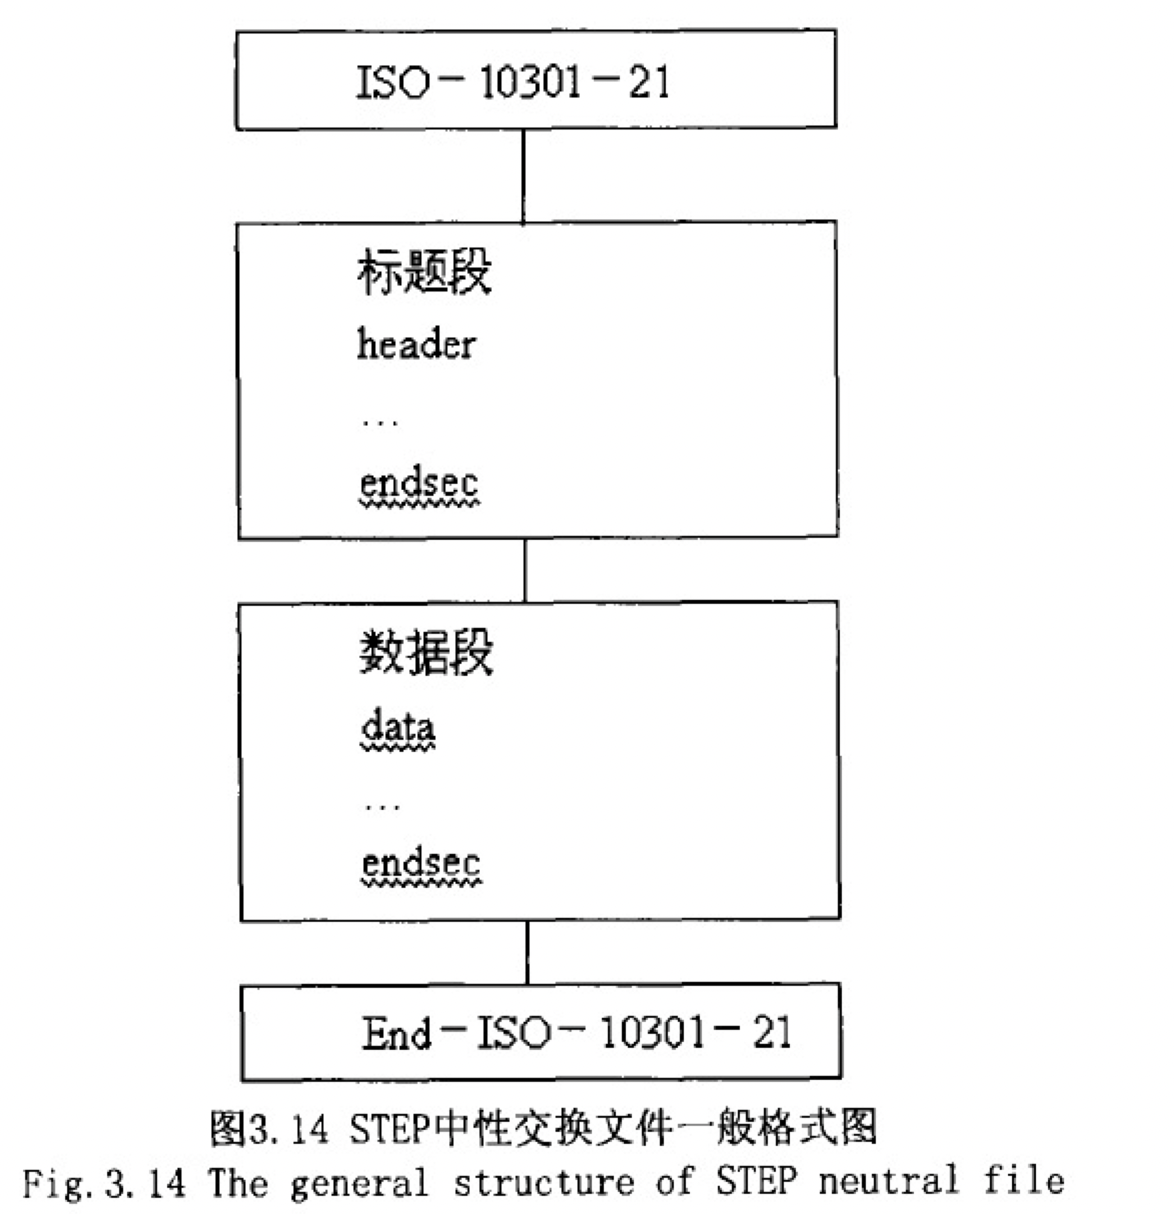 ISO－10301－21
标题段
header
...
endsec
数据段
data
...
endsec
End－ISO－10301－21
图3.14 STEP中性交换文件一般格式图
Fig.3.14 The general structure of STEP neutral file